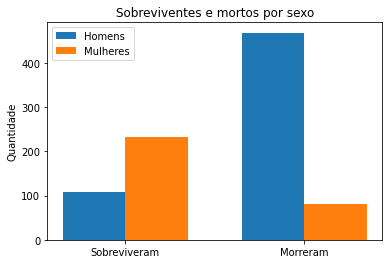 Sobreviventes e mortos por sexo
Homens
Mulheres
Quantidade
400
300
200
100
0
Sobreviveram
Morreram